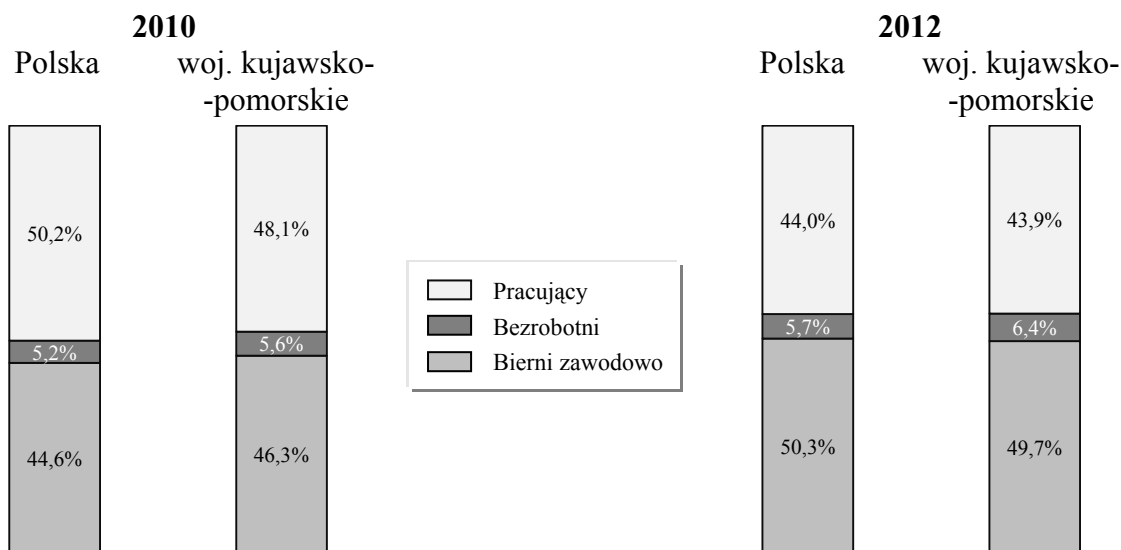 2010
Polska
woj. kujawsko-
-pomorskie
50,2%
5,2%
44,6%
48,1%
5,6%
46,3%
Pracujący
Bezrobotni
Bierni zawodowo
2012
Polska
woj. kujawsko-
-pomorskie
44,0%
5,7%
50,3%
43,9%
6,4%
49,7%